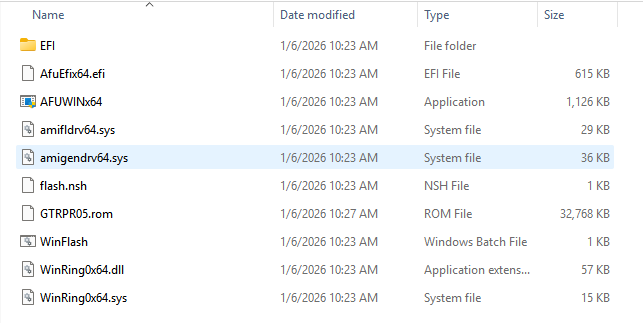 Name Date modified Type Size
EFI 1/6/2026 10:23 AM File folder
AfuEfix64.efi 1/6/2026 10:23 AM EFI File 615 KB
AFUWINx64 1/6/2026 10:23 AM Application 1,126 KB
amifldrv64.sys 1/6/2026 10:23 AM System file 29 KB
amigendrv64.sys 1/6/2026 10:23 AM System file 36 KB
flash.nsh 1/6/2026 10:23 AM NSH File 1 KB
GTRPR05.rom 1/6/2026 10:27 AM ROM File 32,768 KB
WinFlash 1/6/2026 10:23 AM Windows Batch File 1 KB
WinRing0x64.dll 1/6/2026 10:23 AM Application extens... 57 KB
WinRing0x64.sys 1/6/2026 10:23 AM System file 15 KB